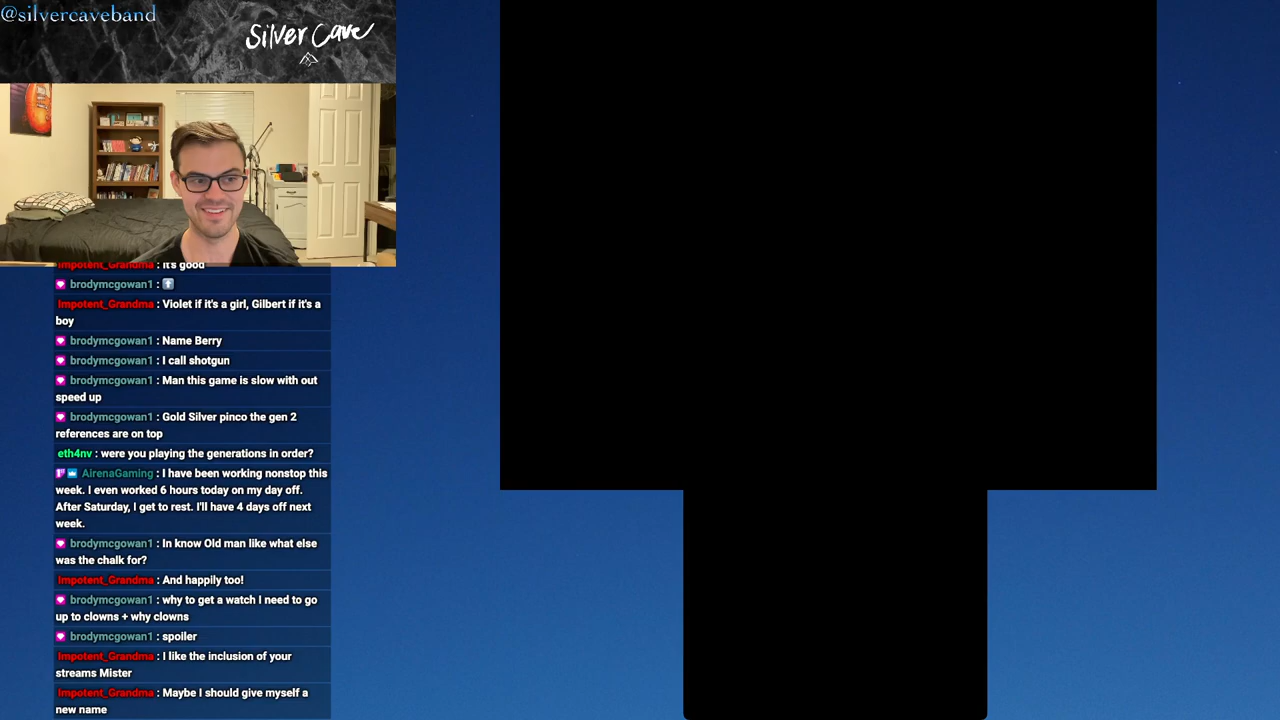 @silvercaveband
Silver Cave
Impotent_Grandma : It's good
brodymcgowan1 : ⬆
Impotent_Grandma : Violet if it's a girl, Gilbert if it's a
boy
brodymcgowan1 : Name Berry
brodymcgowan1 : I call shotgun
brodymcgowan1 : Man this game is slow with out
speed up
brodymcgowan1 : Gold Silver pinco the gen 2
references are on top
eth4nv : were you playing the generations in order?
AirenaGaming : I have been working nonstop this
week. I even worked 6 hours today on my day off.
After Saturday, I get to rest. I'll have 4 days off next
week.
brodymcgowan1 : In know Old man like what else
was the chalk for?
Impotent_Grandma : And happily too!
brodymcgowan1 : why to get a watch I need to go
up to clowns + why clowns
brodymcgowan1 : spoiler
Impotent_Grandma : I like the inclusion of your
streams Mister
Impotent_Grandma : Maybe I should give myself a
new name